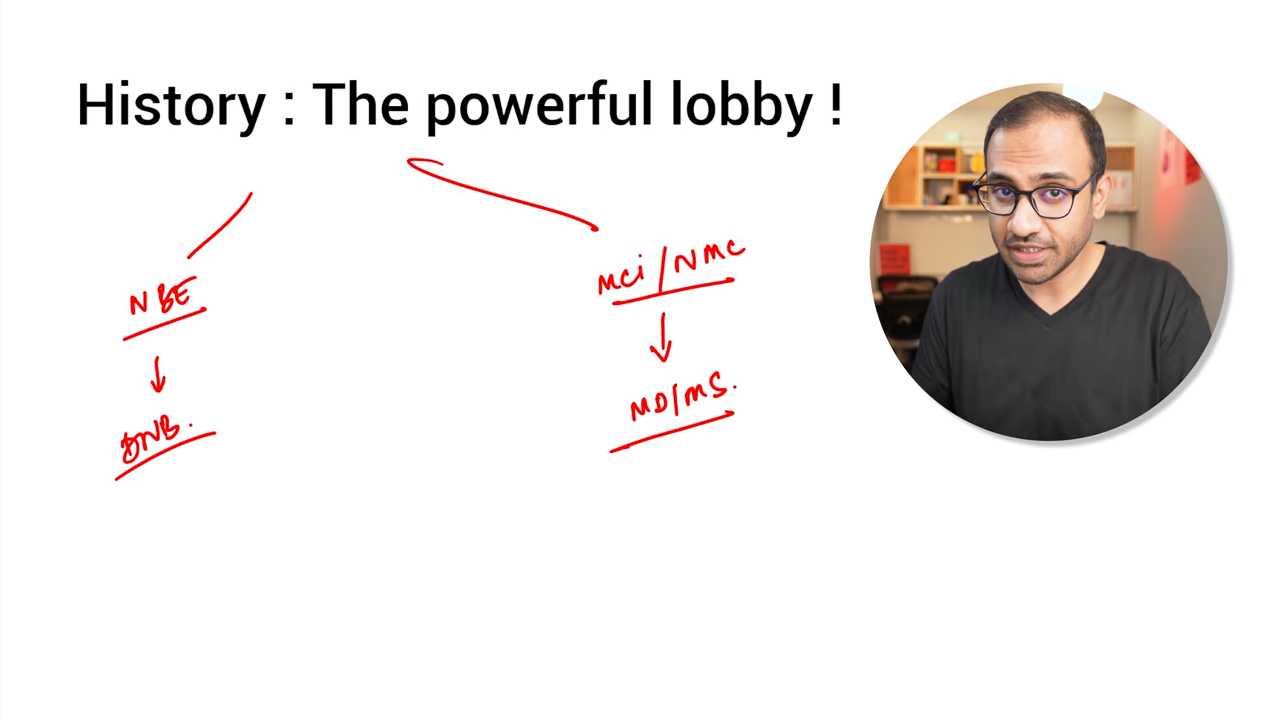 History : The powerful lobby !
NBE
DNB.
MCi / NMC
MD/MS.